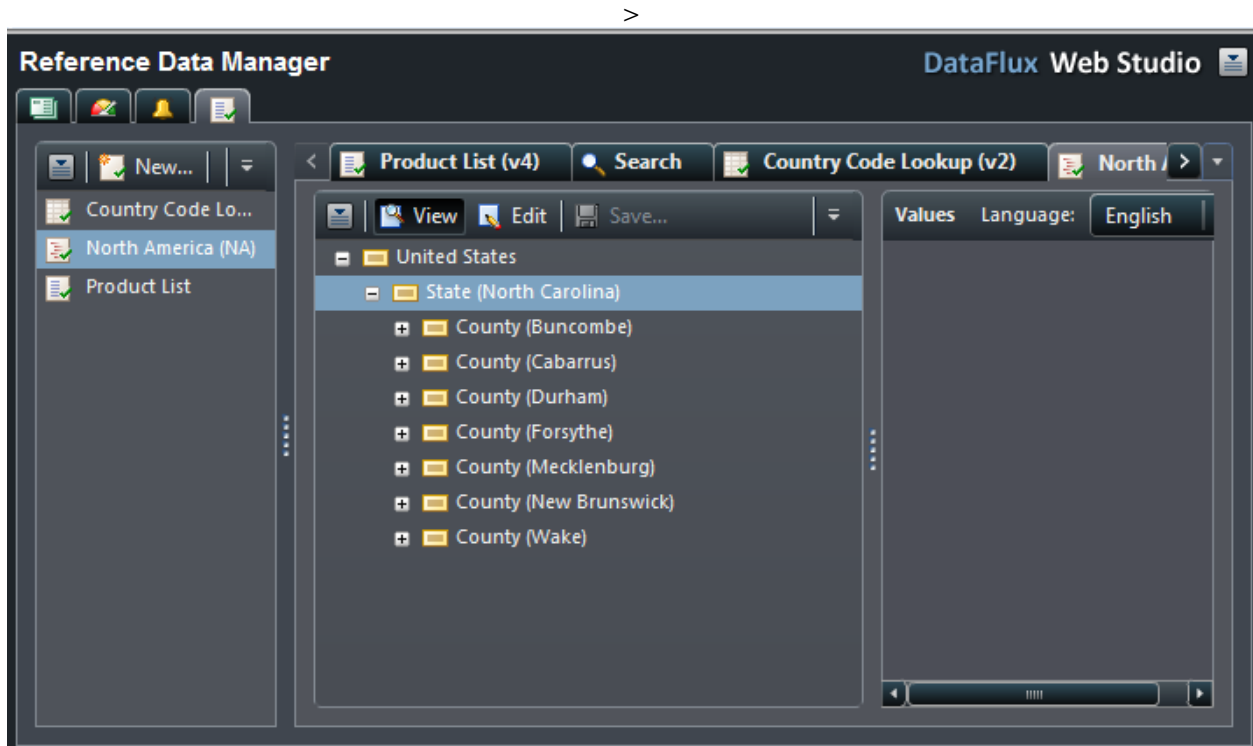 >
Reference Data Manager
DataFlux Web Studio
New...
Country Code Lo...
North America (NA)
Product List
Product List (v4)
Search
Country Code Lookup (v2)
North
View
Edit
Save...
United States
State (North Carolina)
County (Buncombe)
County (Cabarrus)
County (Durham)
County (Forsythe)
County (Mecklenburg)
County (New Brunswick)
County (Wake)
Values Language: English